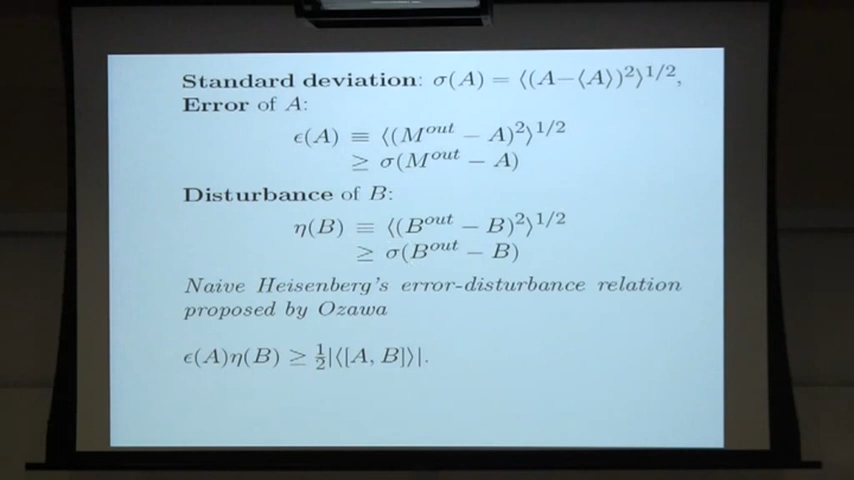 Standard deviation: σ(A) = ⟨(A−⟨A⟩)²⟩^1/2,
Error of A:
ϵ(A) ≡ ⟨(M^out − A)²⟩^1/2
≥ σ(M^out − A)
Disturbance of B:
η(B) ≡ ⟨(B^out − B)²⟩^1/2
≥ σ(B^out − B)
Naive Heisenberg's error-disturbance relation
proposed by Ozawa
ϵ(A)η(B) ≥ ½|⟨[A, B]⟩|.